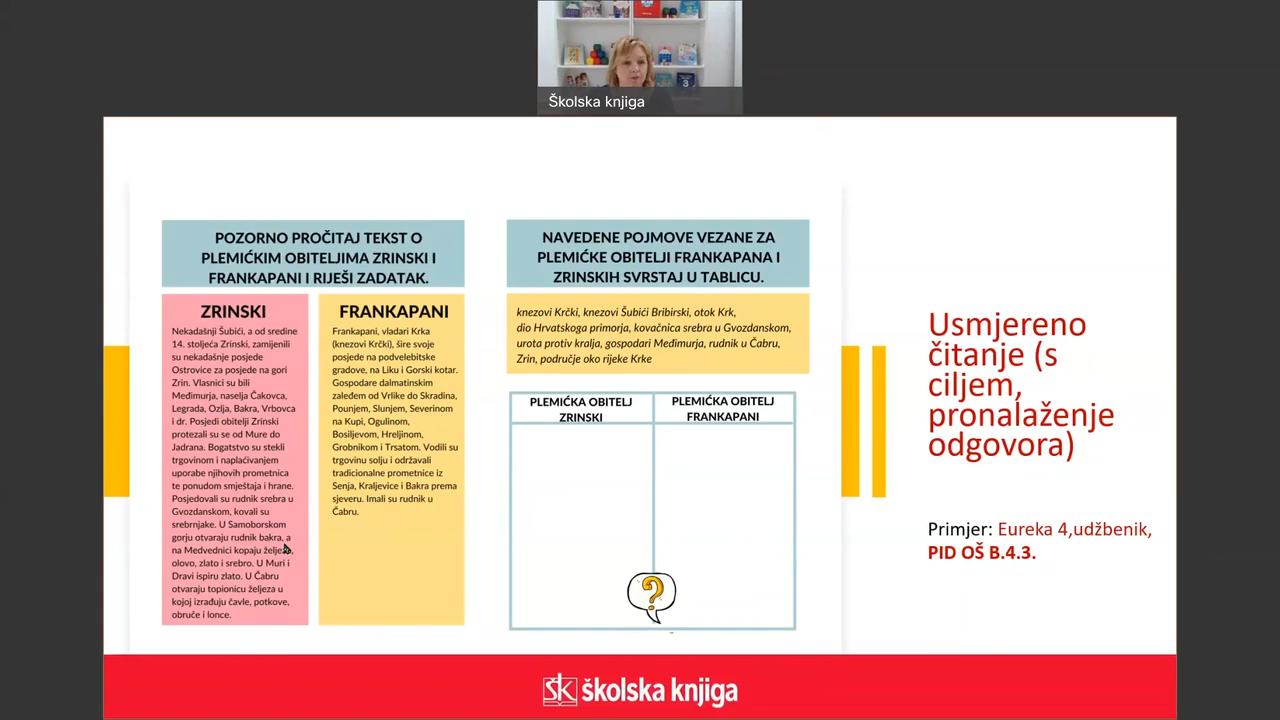 Školska knjiga
POZORNO PROČITAJ TEKST O
PLEMIĆKIM OBITELJIMA ZRINSKI I
FRANKAPANI I RIJEŠI ZADATAK.
ZRINSKI
Nekadašnji Šubići, a od sredine
14. stoljeća Zrinski, zamijenili
su nekadašnje posjede
Ostrovice za posjede na gori
Zrin. Vlasnici su bili
Međimurja, naselja Čakovca,
Legrada, Ozlja, Bakra, Vrbovca
i dr. Posjedi obitelji Zrinski
protezali su se od Mure do
Jadrana. Bogatstvo su stekli
trgovinom i naplaćivanjem
uporabe njihovih prometnica
te ponudom smještaja i hrane.
Posjedovali su rudnik srebra u
Gvozdanskom, kovali su
srebrnjake. U Samoborskom
gorju otvaraju rudnik bakra, a
na Medvednici kopaju željezo,
olovo, zlato i srebro. U Muri i
Dravi ispiru zlato. U Čabru
otvaraju topionicu željeza u
kojoj izrađuju čavle, potkove,
obruče i lonce.
FRANKAPANI
Frankapani, vladari Krka
(knezovi Krčki), šire svoje
posjede na podvelebitske
gradove, na Liku i Gorski kotar.
Gospodare dalmatinskim
zaleđem od Vrlike do Skradina,
Pounjem, Slunjem, Severinom
na Kupi, Ogulinom,
Bosiljevom, Hreljinom,
Grobnikom i Trsatom. Vodili su
trgovinu solju i održavali
tradicionalne prometnice iz
Senja, Kraljevice i Bakra prema
sjeveru. Imali su rudnik u
Čabru.
NAVEDENE POJMOVE VEZANE ZA
PLEMIĆKE OBITELJI FRANKAPANA I
ZRINSKIH SVRSTAJ U TABLICU.
knezovi Krčki, knezovi Šubići Bribirski, otok Krk,
dio Hrvatskoga primorja, kovačnica srebra u Gvozdanskom,
urota protiv kralja, gospodari Međimurja, rudnik u Čabru,
Zrin, područje oko rijeke Krke
PLEMIĆKA OBITELJ
ZRINSKI
PLEMIĆKA OBITELJ
FRANKAPANI
?
Usmjereno
čitanje (s
ciljem,
pronalaženje
odgovora)
Primjer: Eureka 4,udžbenik,
PID OŠ B.4.3.
ŠK školska knjiga